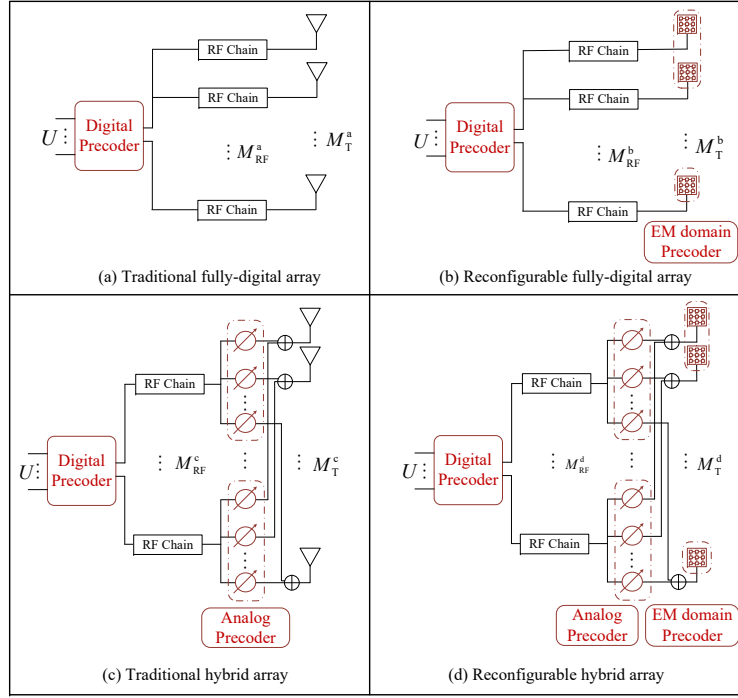 RF Chain
RF Chain
U ⋮
Digital
Precoder
⋮ M_RF^a
⋮ M_T^a
RF Chain
(a) Traditional fully-digital array
RF Chain
RF Chain
U ⋮
Digital
Precoder
⋮ M_RF^b
⋮ M_T^b
RF Chain
EM domain
Precoder
(b) Reconfigurable fully-digital array
RF Chain
U ⋮
Digital
Precoder
⋮ M_RF^c
⋮ M_T^c
RF Chain
Analog
Precoder
(c) Traditional hybrid array
RF Chain
U ⋮
Digital
Precoder
⋮ M_RF^d
⋮ M_T^d
RF Chain
Analog
Precoder
EM domain
Precoder
(d) Reconfigurable hybrid array